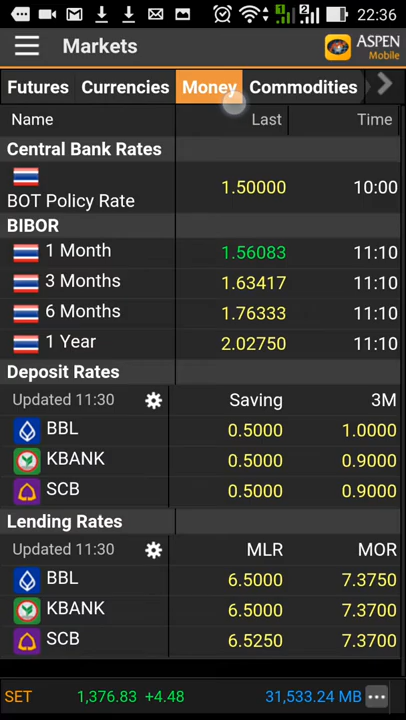 22:36
Markets
ASPEN
Mobile
Futures Currencies Money Commodities
Name Last Time
Central Bank Rates
BOT Policy Rate 1.50000 10:00
BIBOR
1 Month 1.56083 11:10
3 Months 1.63417 11:10
6 Months 1.76333 11:10
1 Year 2.02750 11:10
Deposit Rates
Updated 11:30 Saving 3M
BBL 0.5000 1.0000
KBANK 0.5000 0.9000
SCB 0.5000 0.9000
Lending Rates
Updated 11:30 MLR MOR
BBL 6.5000 7.3750
KBANK 6.5000 7.3700
SCB 6.5250 7.3700
SET 1,376.83 +4.48 31,533.24 MB